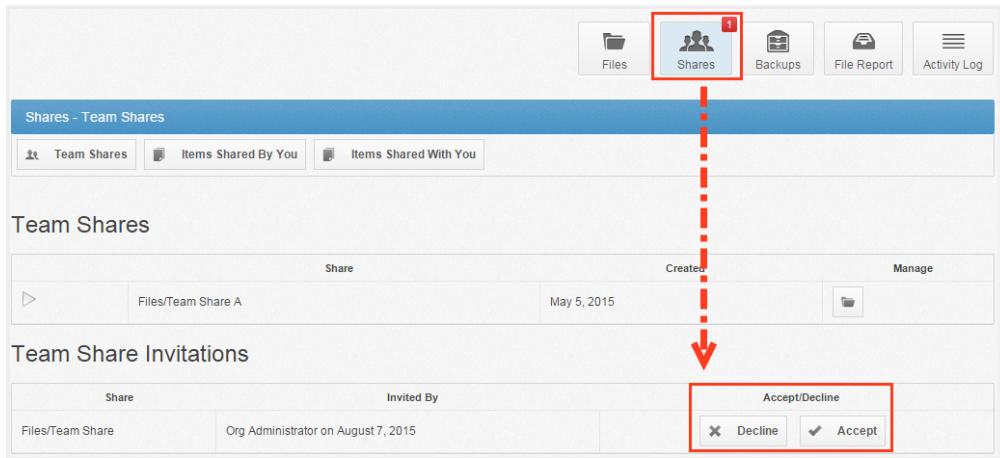 1
Files Shares Backups File Report Activity Log
Shares - Team Shares
Team Shares Items Shared By You Items Shared With You
Team Shares
Share Created Manage
Files/Team Share A May 5, 2015
Team Share Invitations
Share Invited By Accept/Decline
Files/Team Share Org Administrator on August 7, 2015 Decline Accept